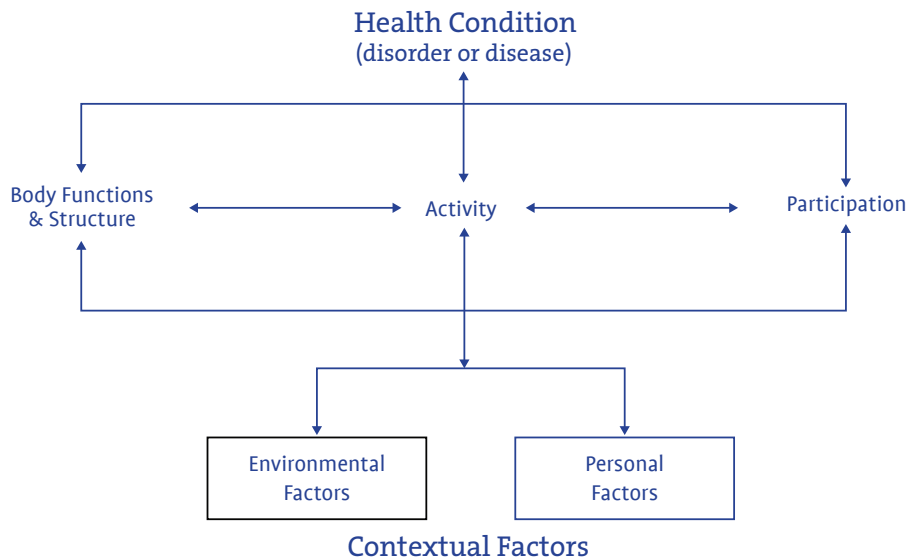 Health Condition
(disorder or disease)
Body Functions
& Structure
Activity
Participation
Environmental
Factors
Personal
Factors
Contextual Factors